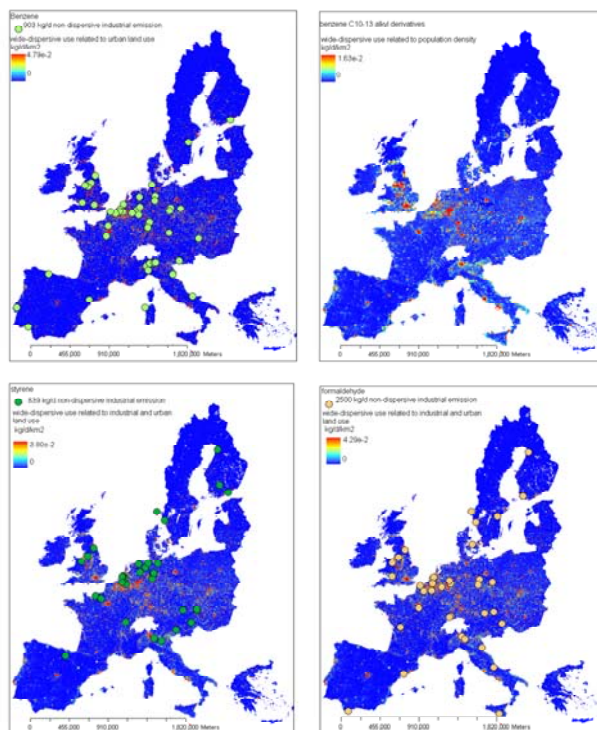 Benzene
903 kg/d non-dispersive industrial emission
wide-dispersive use related to urban land use
kg/d/km2
4.79e-2
0
0 455,000 910,000 1,820,000 Meters
benzene C10-13 alkyl derivatives
wide-dispersive use related to population density
kg/d/km2
1.63e-2
0
0 455,000 910,000 1,820,000 Meters
styrene
539 kg/d non-dispersive industrial emission
wide-dispersive use related to industrial and urban
land use
kg/d/km2
3.80e-2
0
0 455,000 910,000 1,820,000 Meters
formaldehyde
2500 kg/d non-dispersive industrial emission
wide-dispersive use related to industrial and urban
land use
kg/d/km2
4.29e-2
0
0 455,000 910,000 1,820,000 Meters